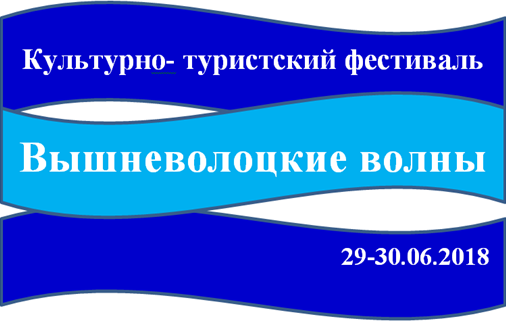 Культурно- туристский фестиваль
Вышневолоцкие волны
29-30.06.2018